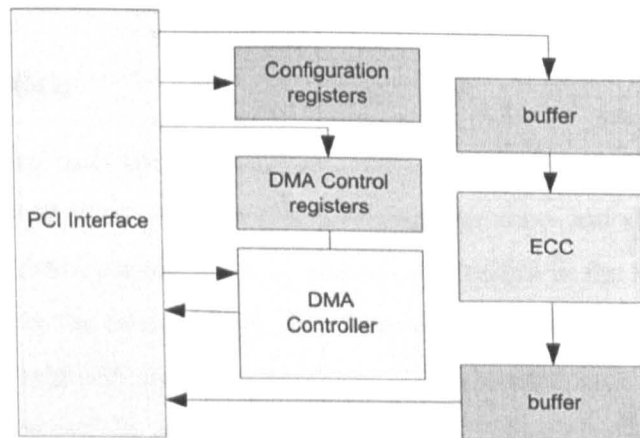 Configuration
registers
buffer
DMA Control
registers
PCI Interface
ECC
DMA
Controller
buffer